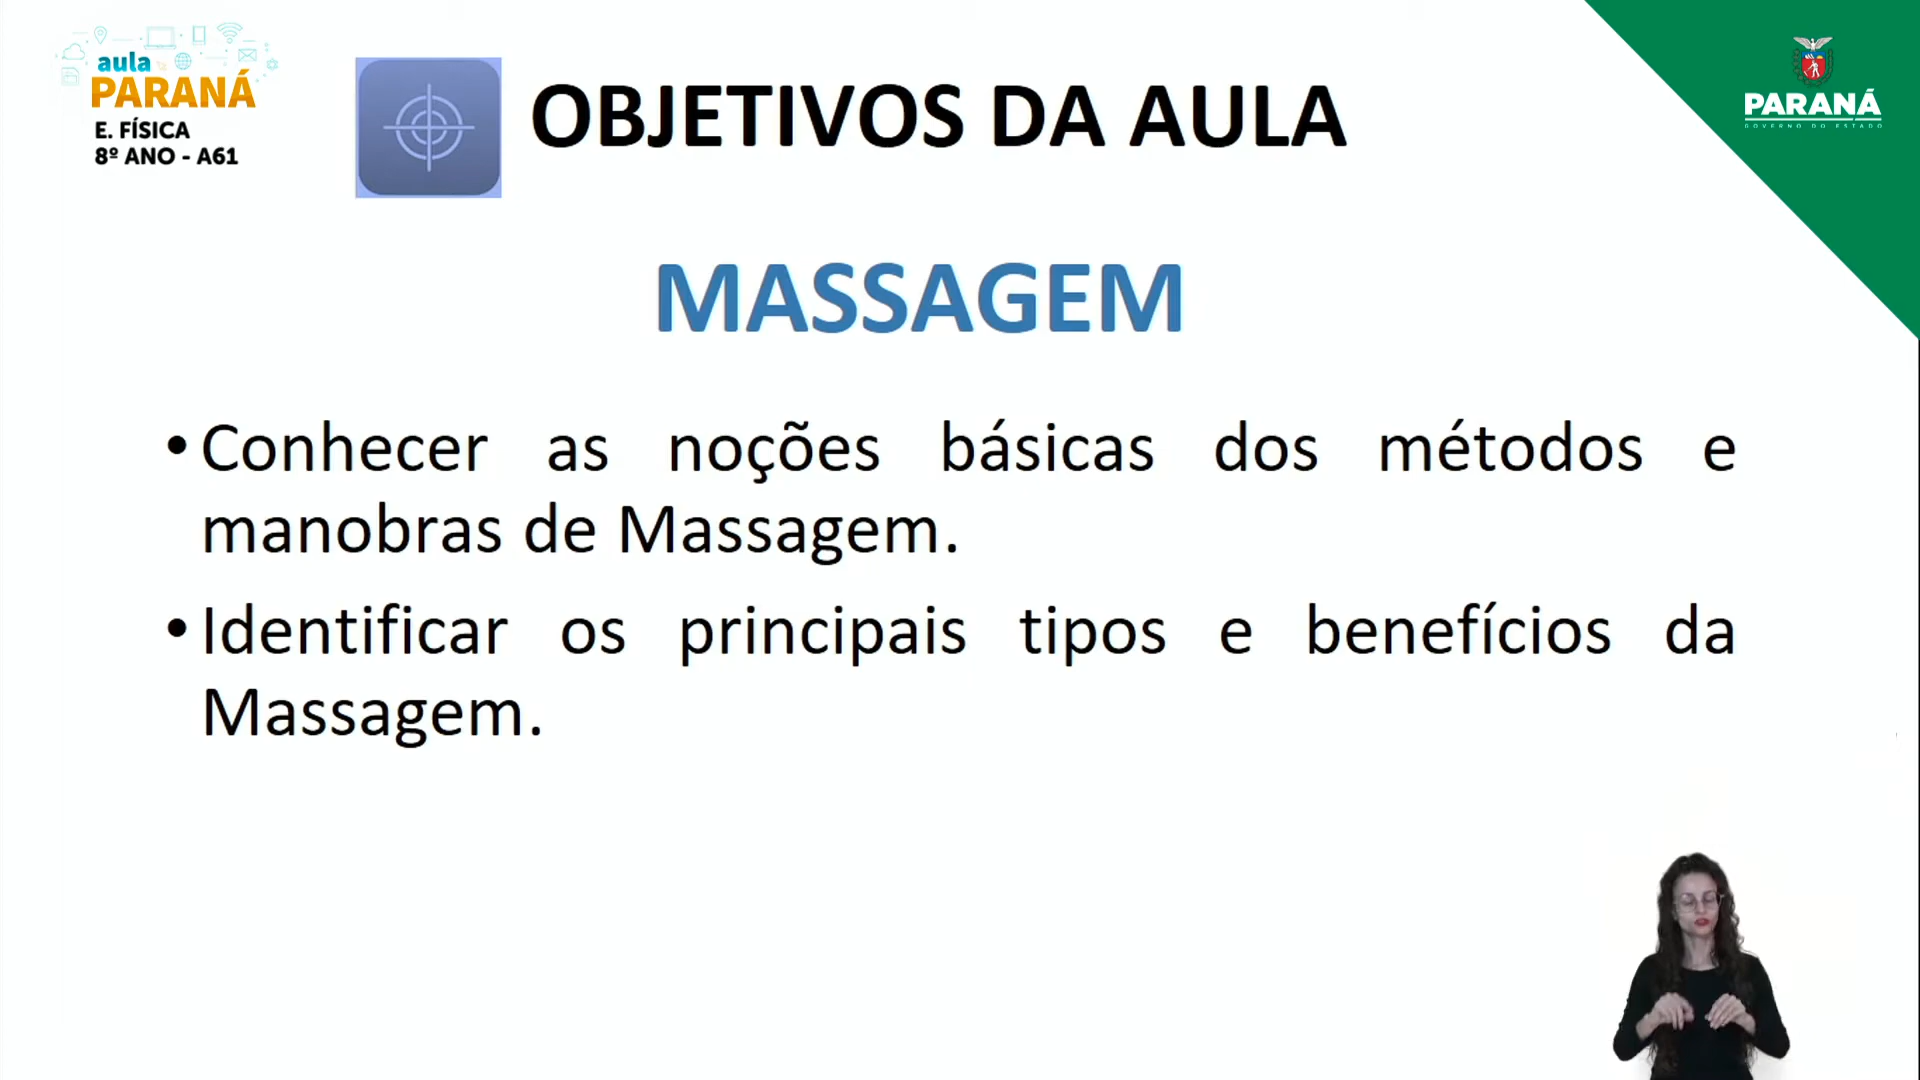 aula
PARANÁ
E. FÍSICA
8º ANO - A61
OBJETIVOS DA AULA
PARANÁ
GOVERNO DO ESTADO
MASSAGEM
•Conhecer as noções básicas dos métodos e
manobras de Massagem.
•Identificar os principais tipos e benefícios da
Massagem.